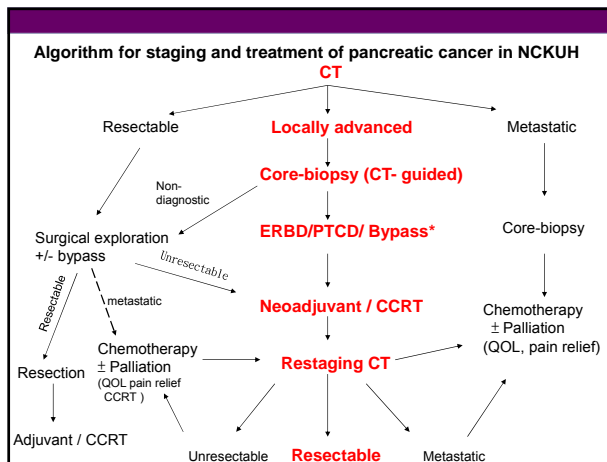 Algorithm for staging and treatment of pancreatic cancer in NCKUH
CT
Resectable
Locally advanced
Metastatic
Core-biopsy (CT- guided)
Non-
diagnostic
ERBD/PTCD/ Bypass*
Core-biopsy
Surgical exploration
+/- bypass
Unresectable
Resectable
metastatic
Neoadjuvant / CCRT
Chemotherapy
± Palliation
(QOL, pain relief)
Chemotherapy
± Palliation
(QOL pain relief
CCRT )
Restaging CT
Resection
Adjuvant / CCRT
Unresectable
Resectable
Metastatic